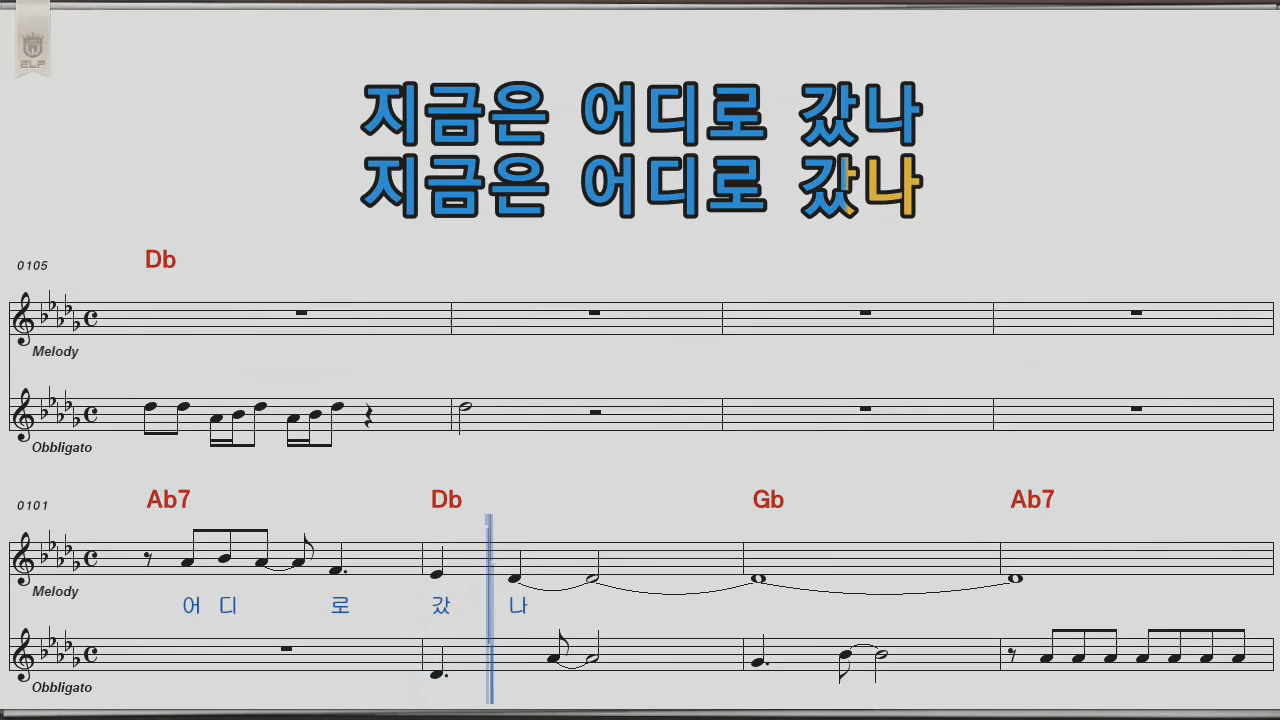 ELF
지금은 어디로 갔나
지금은 어디로 갔나
0105 Db
Melody
Obbligato
0101 Ab7 Db Gb Ab7
Melody
어 디 로 갔 나
Obbligato